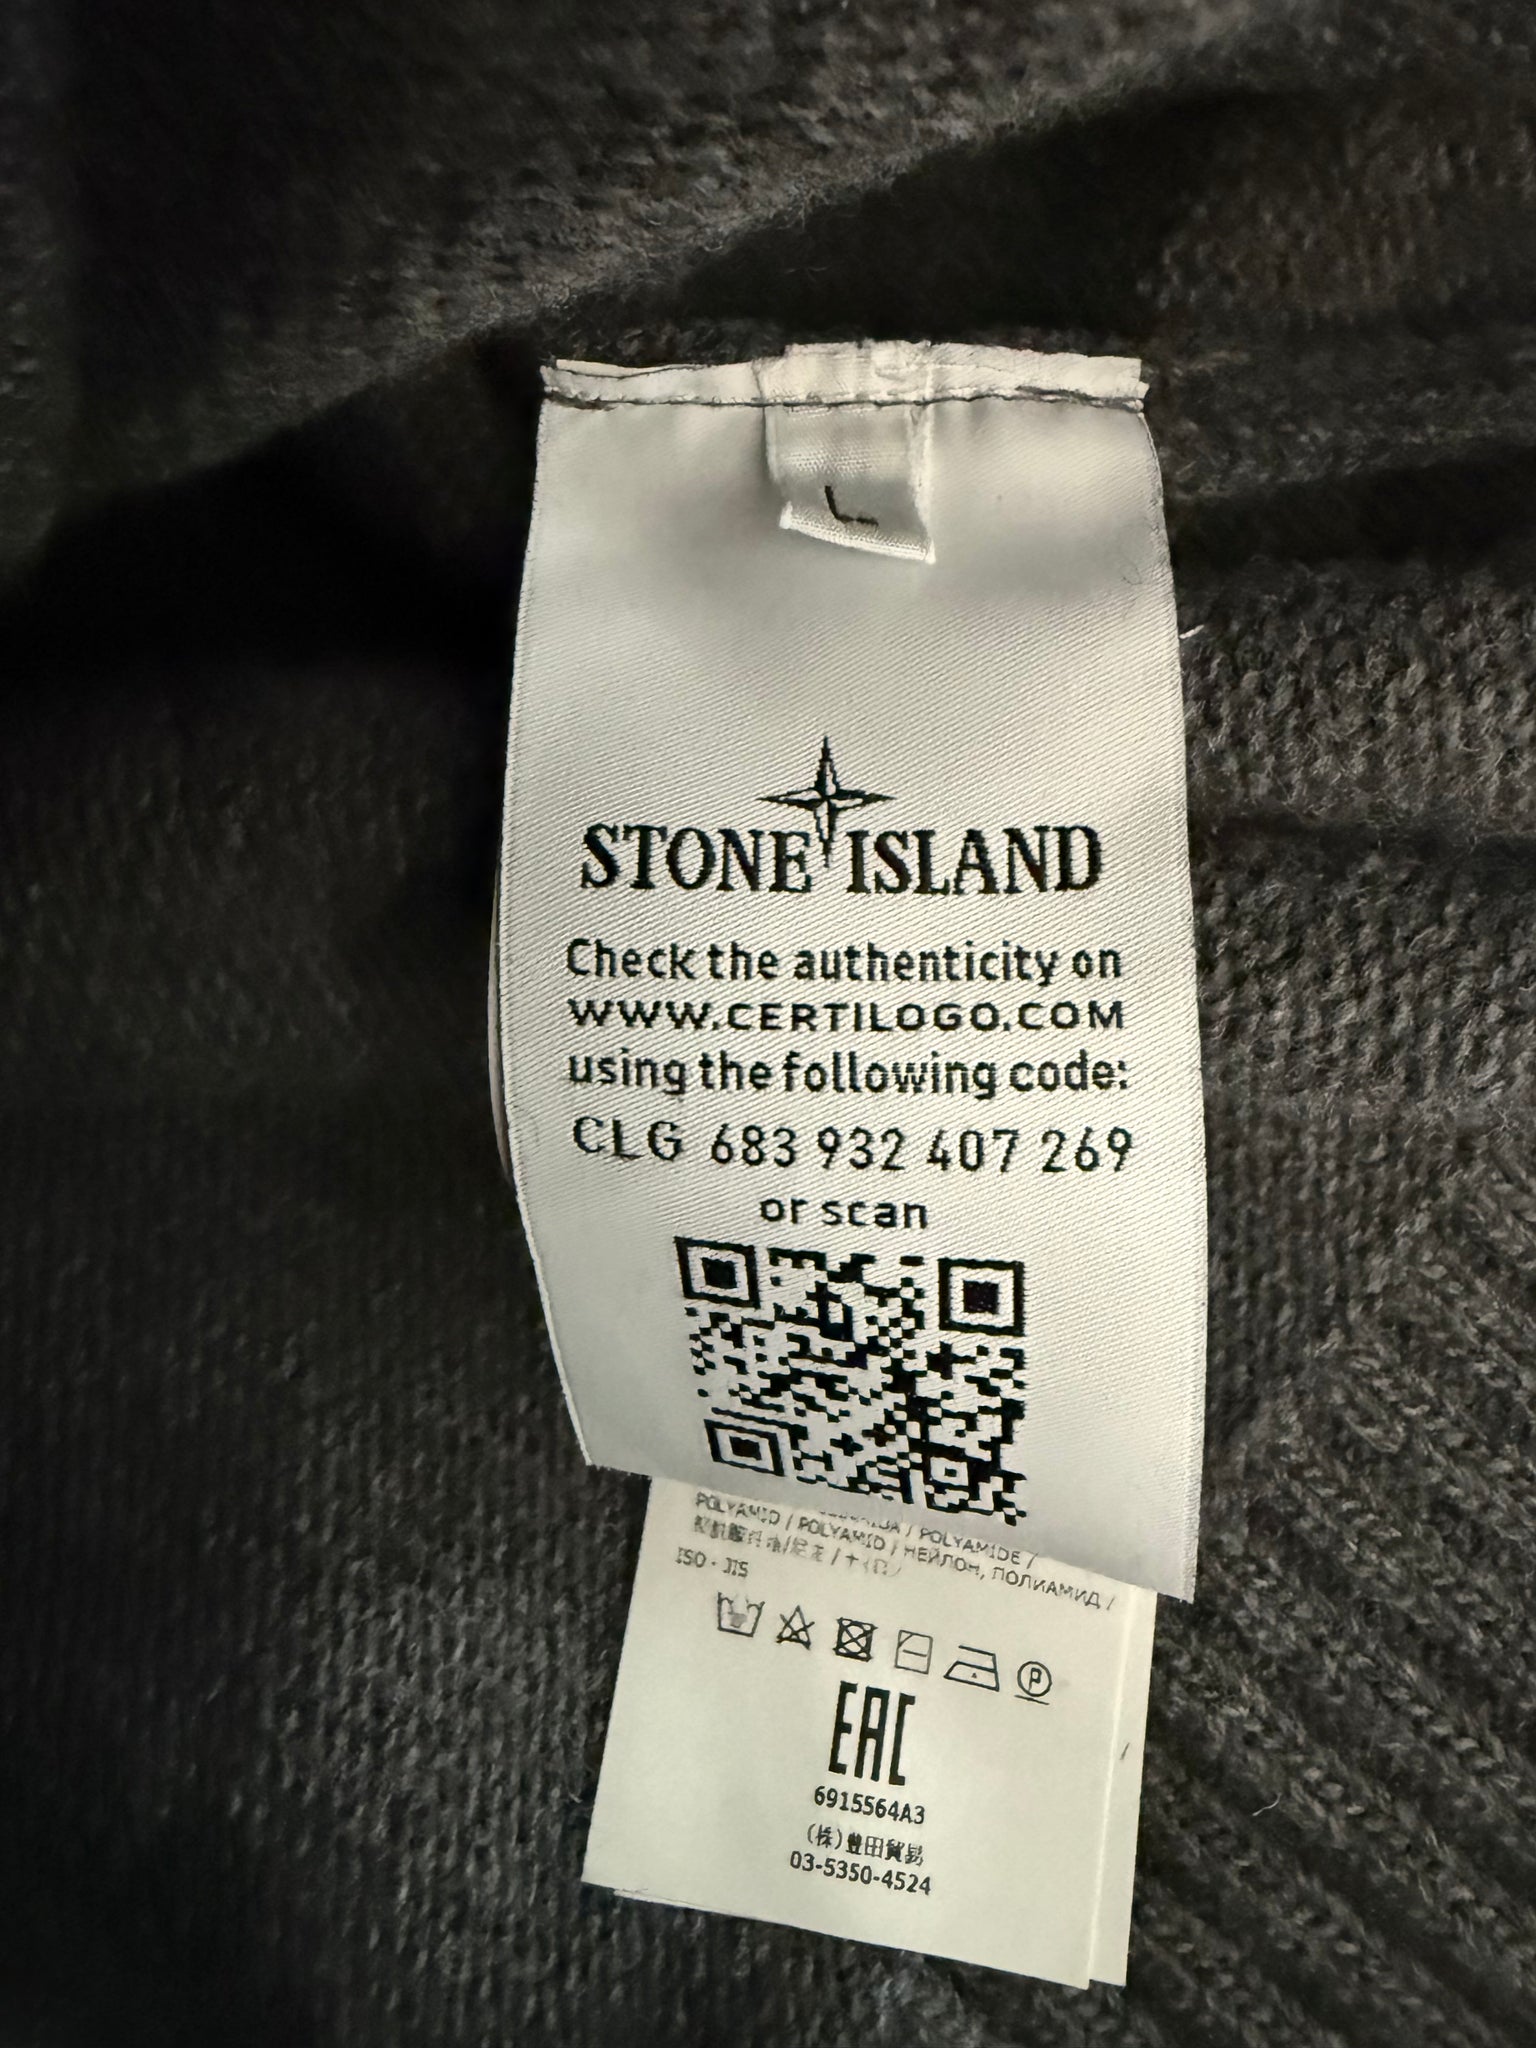 L
STONE ISLAND
Check the authenticity on
WWW.CERTILOGO.COM
using the following code:
CLG 683 932 407 269
or scan
/ POLYAMIDE /
POLYAMID / POLYAMID / НЕЙЛОН, ПОЛИАМИД /
ISO - JIS
P
EAC
6915564A3
(株)豊田貿易
03-5350-4524